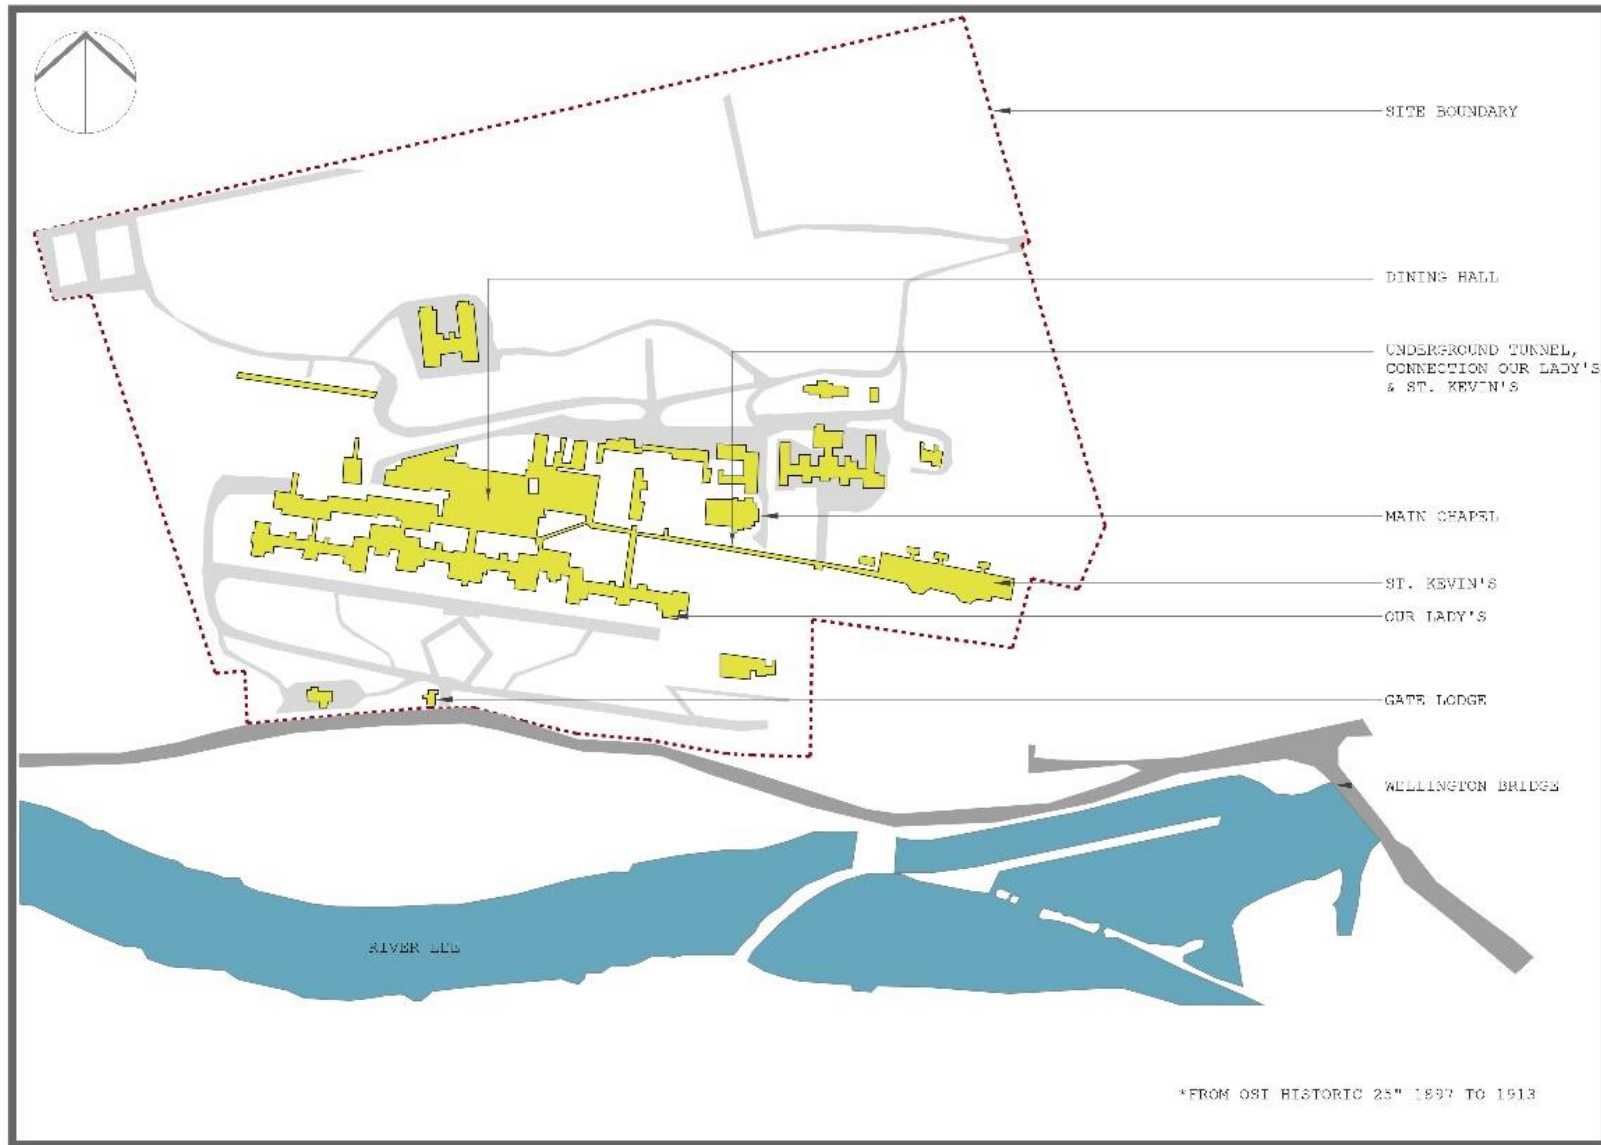 SITE BOUNDARY
DINING HALL
UNDERGROUND TUNNEL,
CONNECTION OUR LADY'S
& ST. KEVIN'S
MAIN CHAPEL
ST. KEVIN'S
OUR LADY'S
GATE LODGE
WELLINGTON BRIDGE
RIVER LEE
*FROM OSI HISTORIC 25" 1897 TO 1913